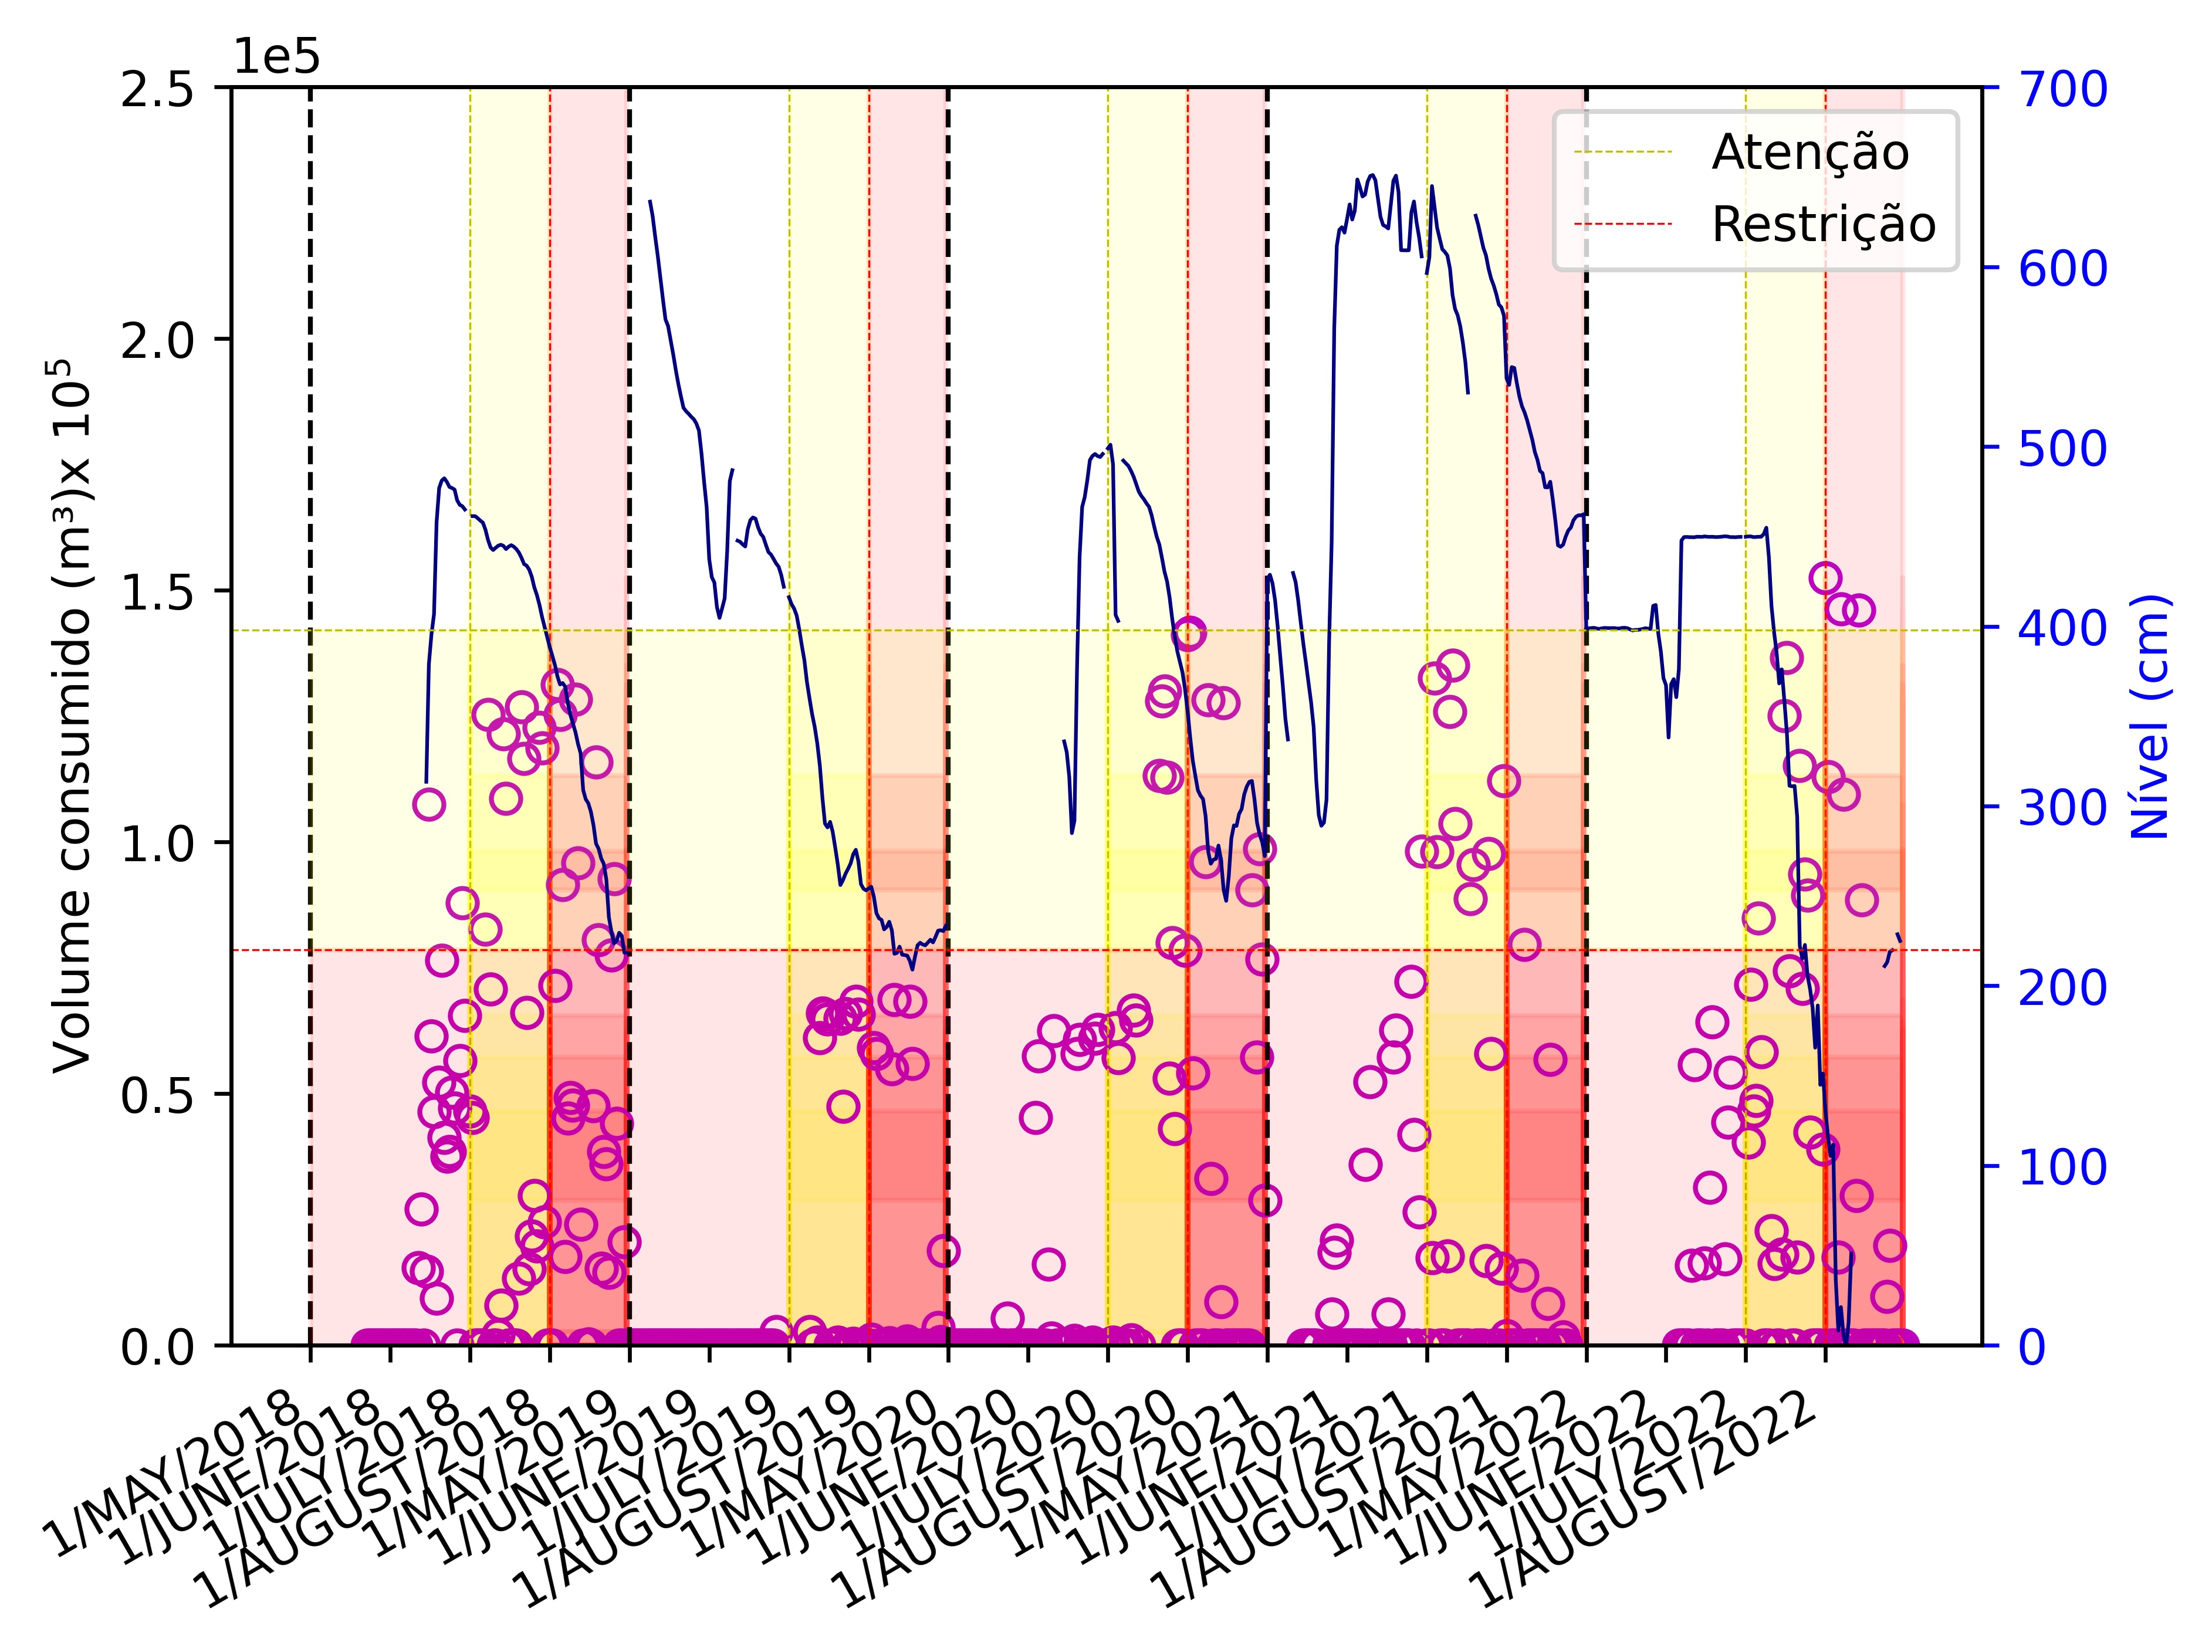 1e5
2.5
2.0
1.5
1.0
0.5
0.0
Volume consumido (m³)x 10⁵
700
600
500
400
300
200
100
0
Nível (cm)
Atenção
Restrição
1/MAY/2018
1/JUNE/2018
1/JULY/2018
1/AUGUST/2018
1/MAY/2019
1/JUNE/2019
1/JULY/2019
1/AUGUST/2019
1/MAY/2020
1/JUNE/2020
1/JULY/2020
1/AUGUST/2020
1/MAY/2021
1/JUNE/2021
1/JULY/2021
1/AUGUST/2021
1/MAY/2022
1/JUNE/2022
1/JULY/2022
1/AUGUST/2022